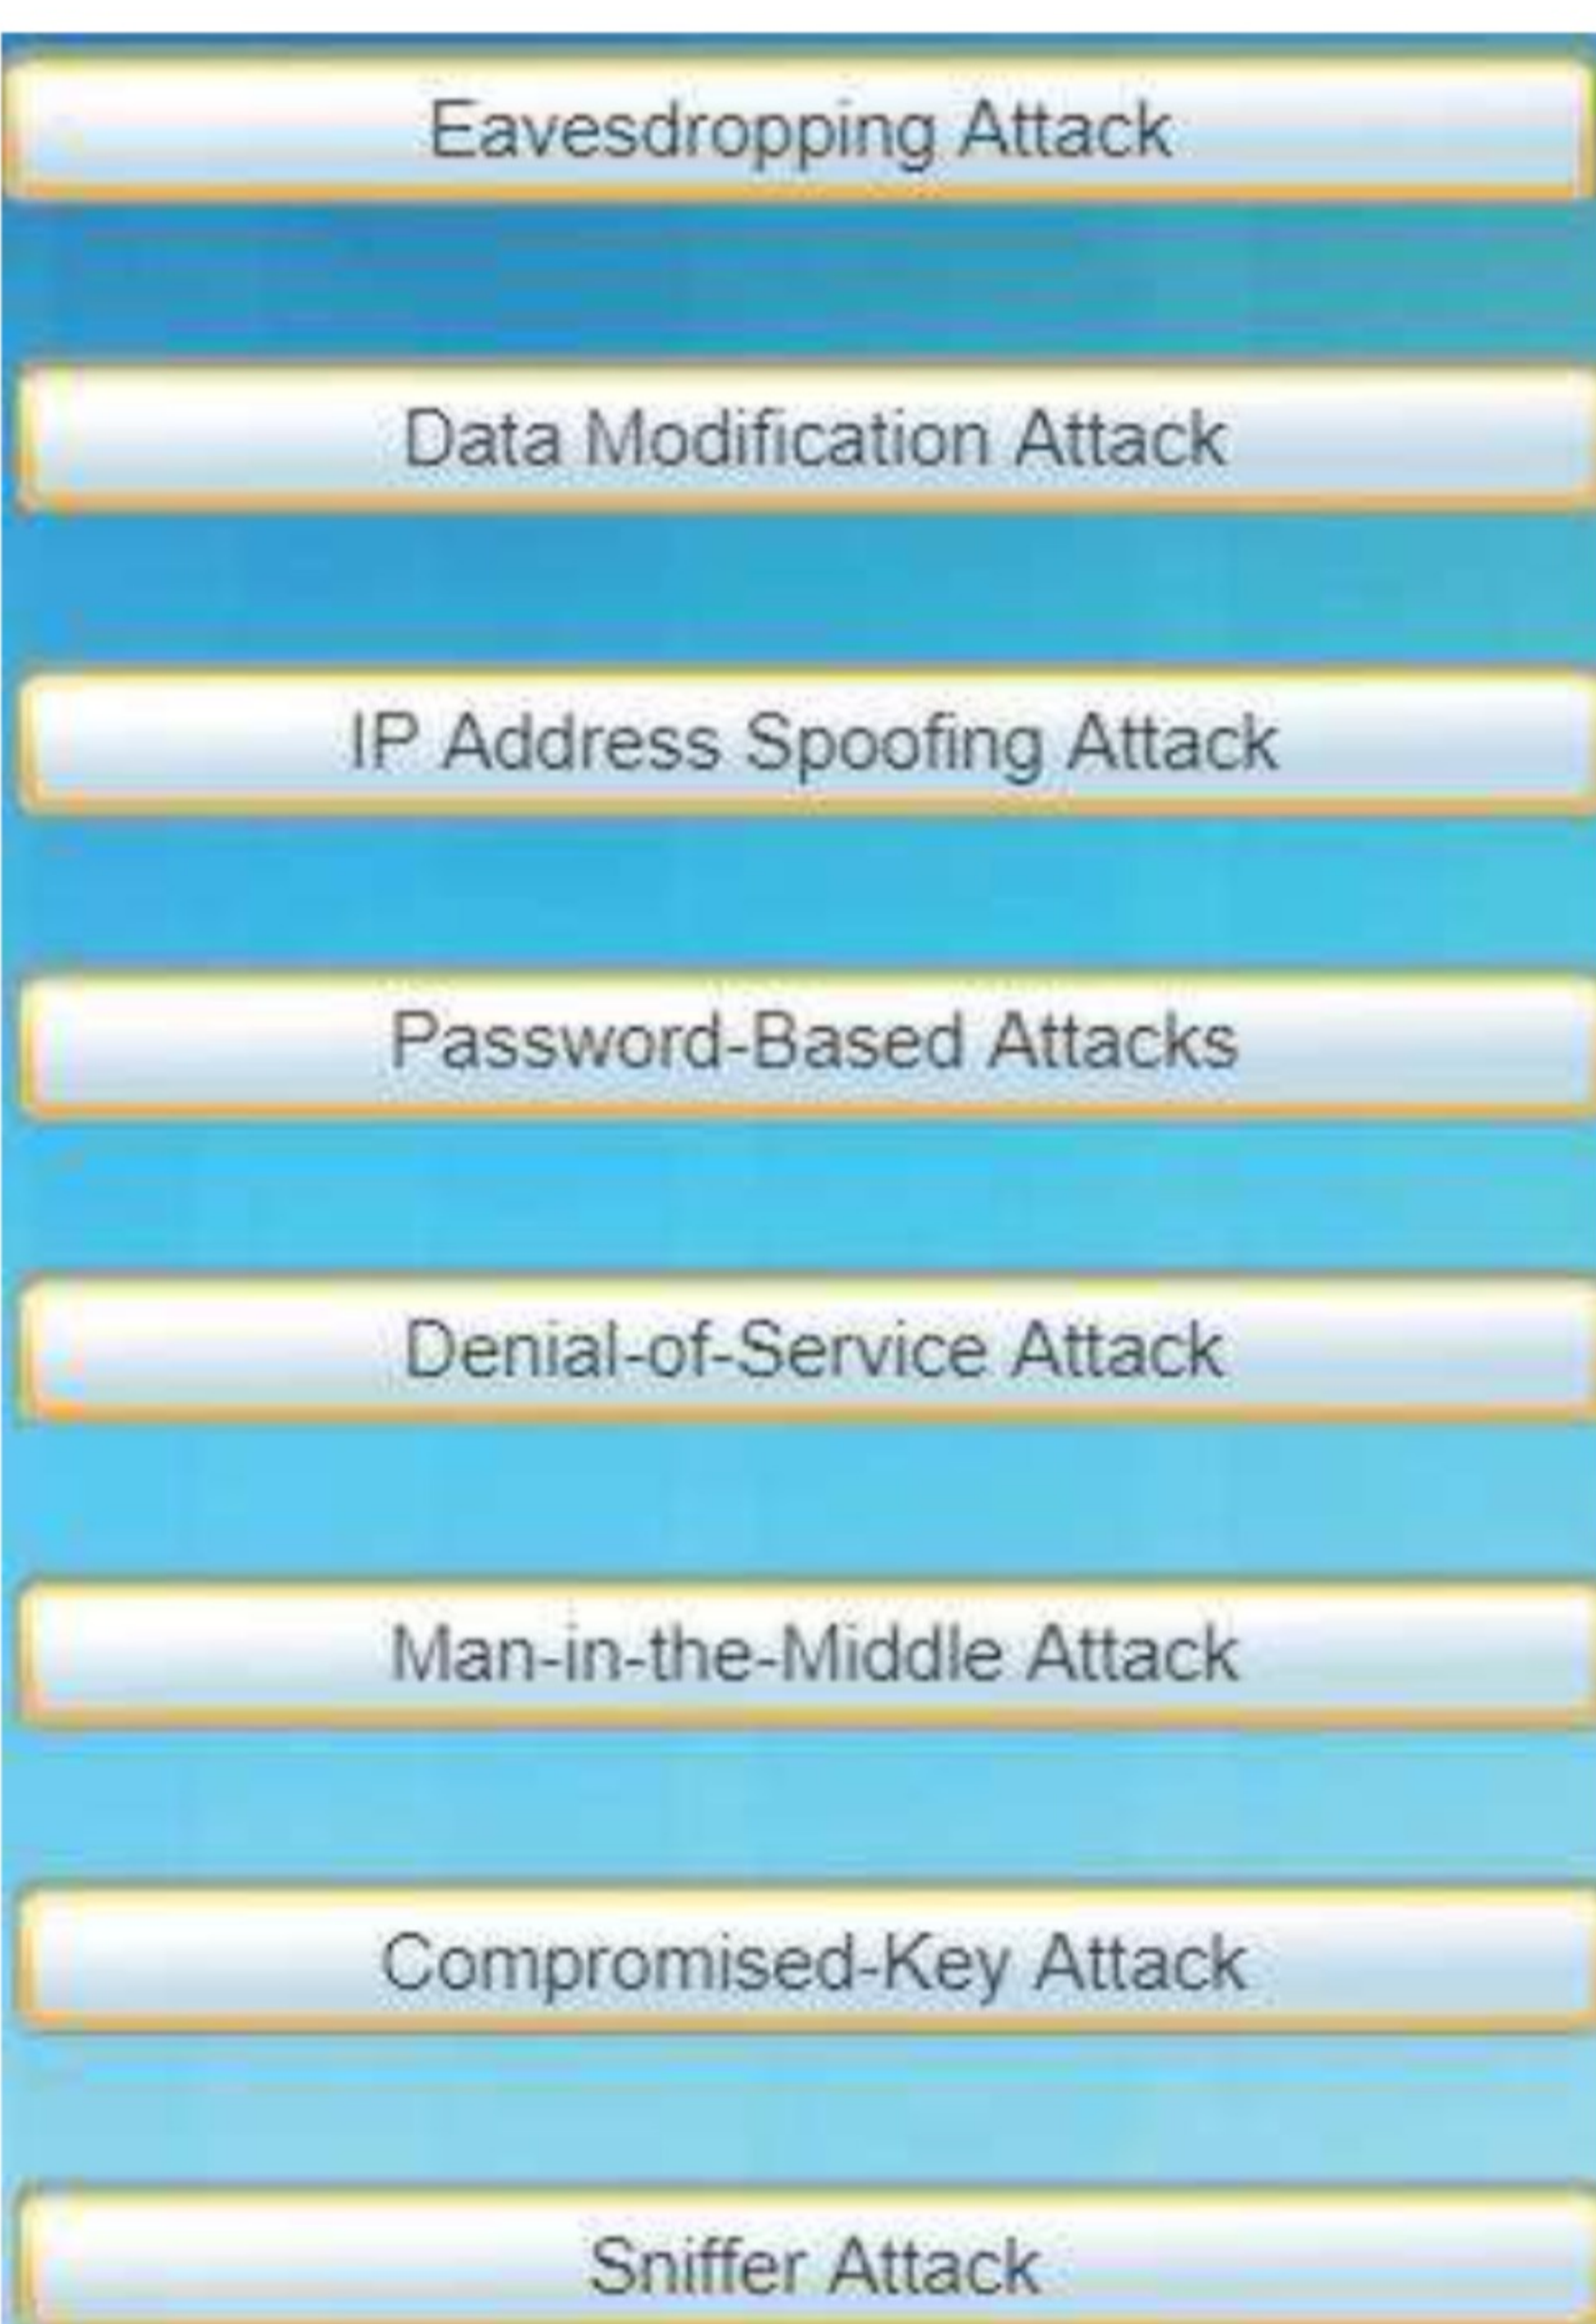 Eavesdropping Attack
Data Modification Attack
IP Address Spoofing Attack
Password-Based Attacks
Denial-of-Service Attack
Man-in-the-Middle Attack
Compromised-Key Attack
Sniffer Attack